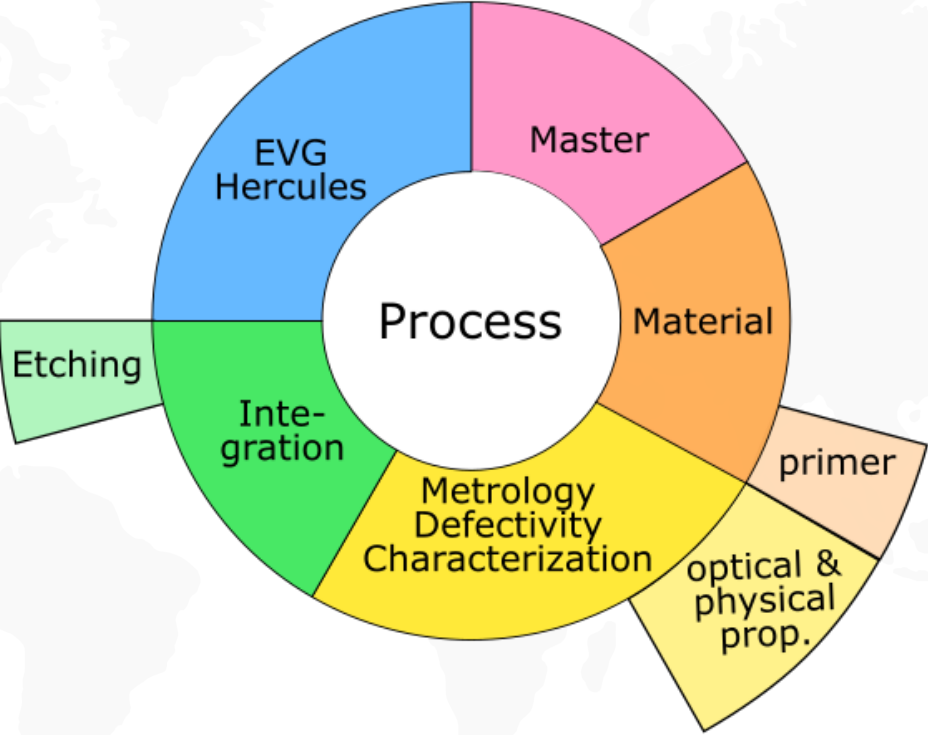 EVG
Hercules
Master
Process
Material
Etching
Inte-
gration
Metrology
Defectivity
Characterization
primer
optical &
physical
prop.